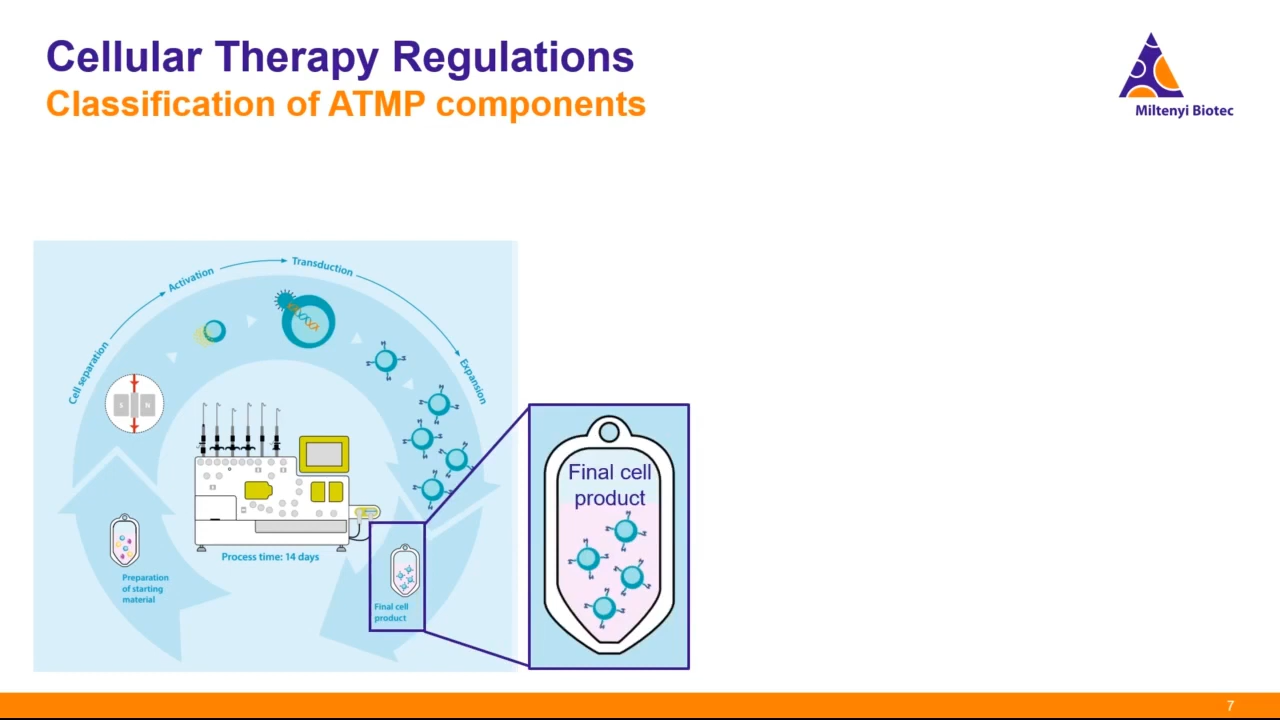 Cellular Therapy Regulations
Classification of ATMP components
Miltenyi Biotec
Cell separation
Activation
Transduction
Expansion
S N
Process time: 14 days
Preparation
of starting
material
Final cell
product
Final cell
product
7